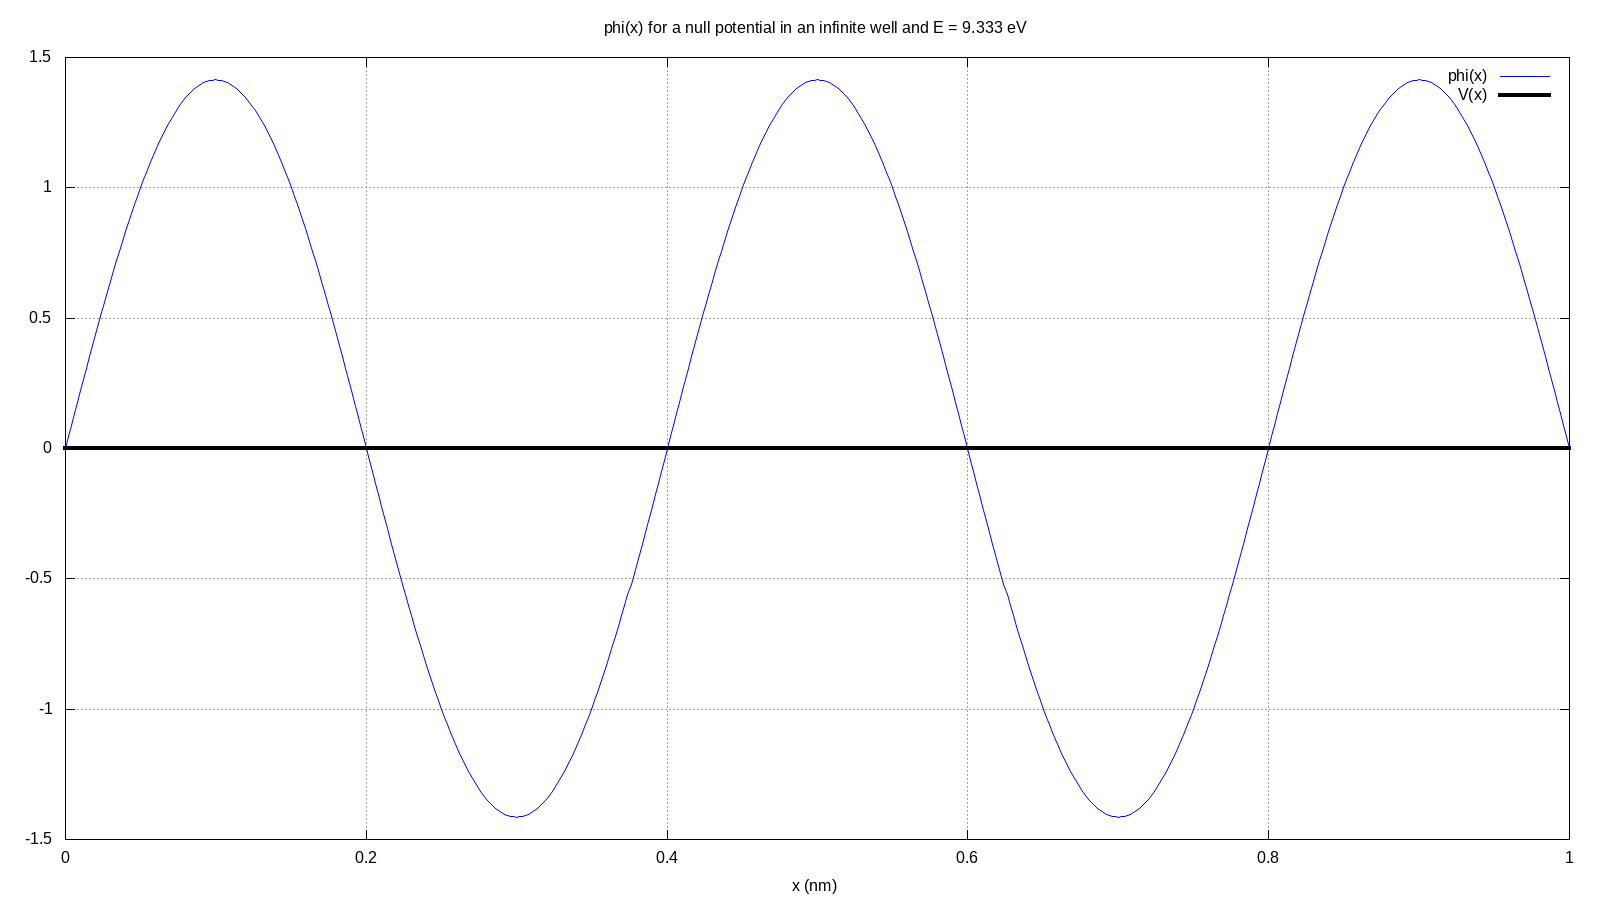 phi(x) for a null potential in an infinite well and E = 9.333 eV
1.5
phi(x)
V(x)
1
0.5
0
-0.5
-1
-1.5
0 0.2 0.4 0.6 0.8 1
x (nm)